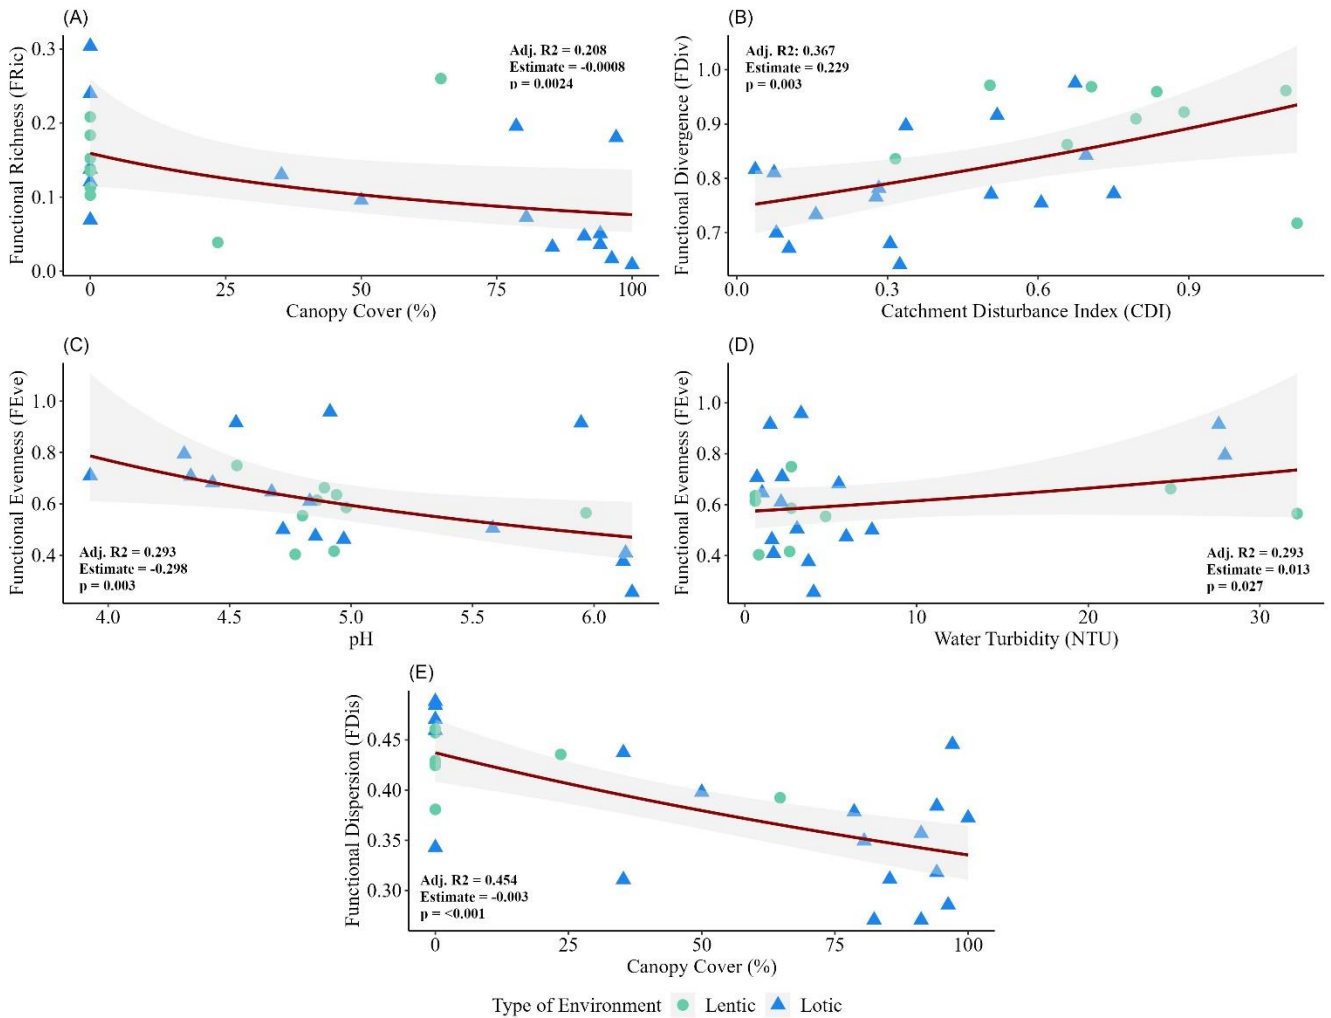 (A)
Functional Richness (FRic)
0.3
0.2
0.1
0.0
Adj. R2 = 0.208
Estimate = -0.0008
p = 0.0024
0 25 50 75 100
Canopy Cover (%)
(B)
Functional Divergence (FDiv)
1.0
0.9
0.8
0.7
Adj. R2: 0.367
Estimate = 0.229
p = 0.003
0.0 0.3 0.6 0.9
Catchment Disturbance Index (CDI)
(C)
Functional Evenness (FEve)
1.0
0.8
0.6
0.4
Adj. R2 = 0.293
Estimate = -0.298
p = 0.003
4.0 4.5 5.0 5.5 6.0
pH
(D)
Functional Evenness (FEve)
1.0
0.8
0.6
0.4
Adj. R2 = 0.293
Estimate = 0.013
p = 0.027
0 10 20 30
Water Turbidity (NTU)
(E)
Functional Dispersion (FDis)
0.45
0.40
0.35
0.30
Adj. R2 = 0.454
Estimate = -0.003
p = <0.001
0 25 50 75 100
Canopy Cover (%)
Type of Environment Lentic Lotic